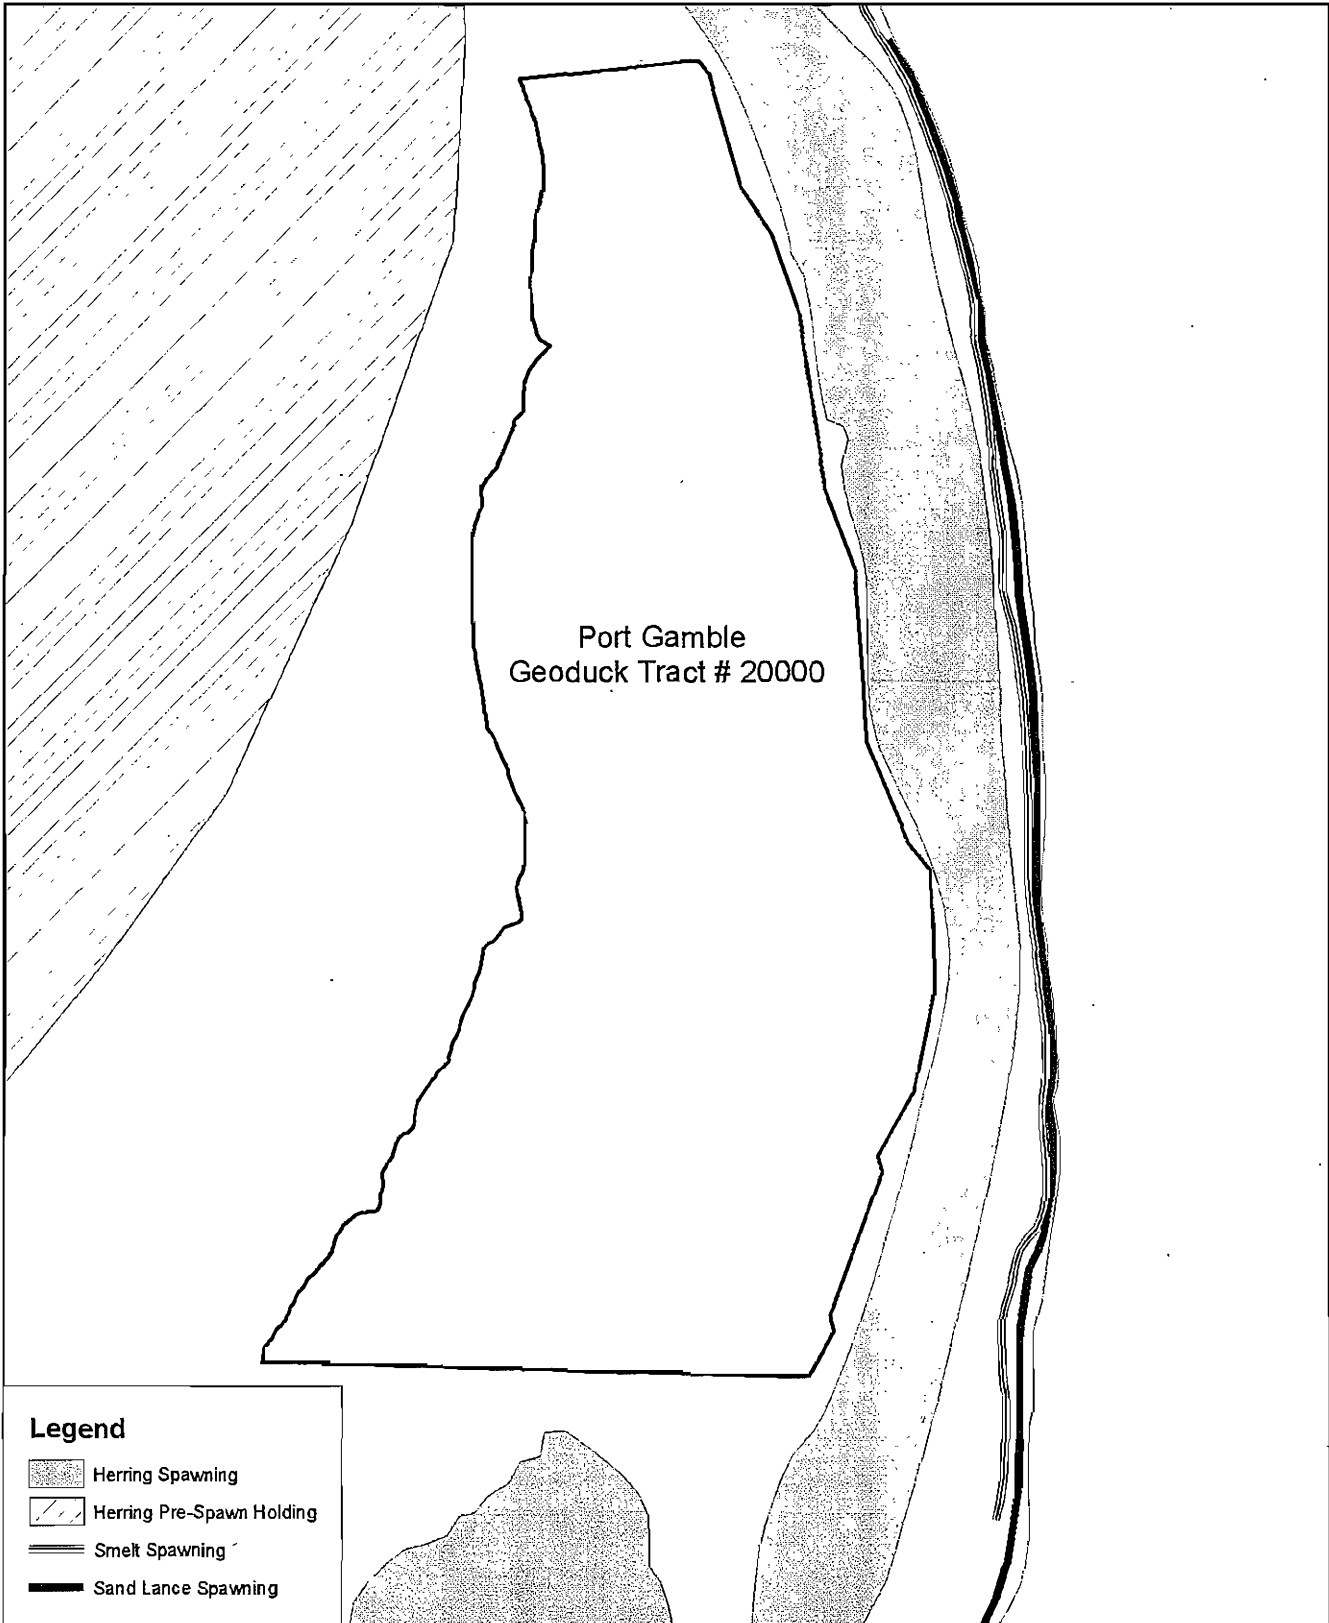 Port Gamble
Geoduck Tract # 20000
Legend
Herring Spawning
Herring Pre-Spawn Holding
Smelt Spawning
Sand Lance Spawning